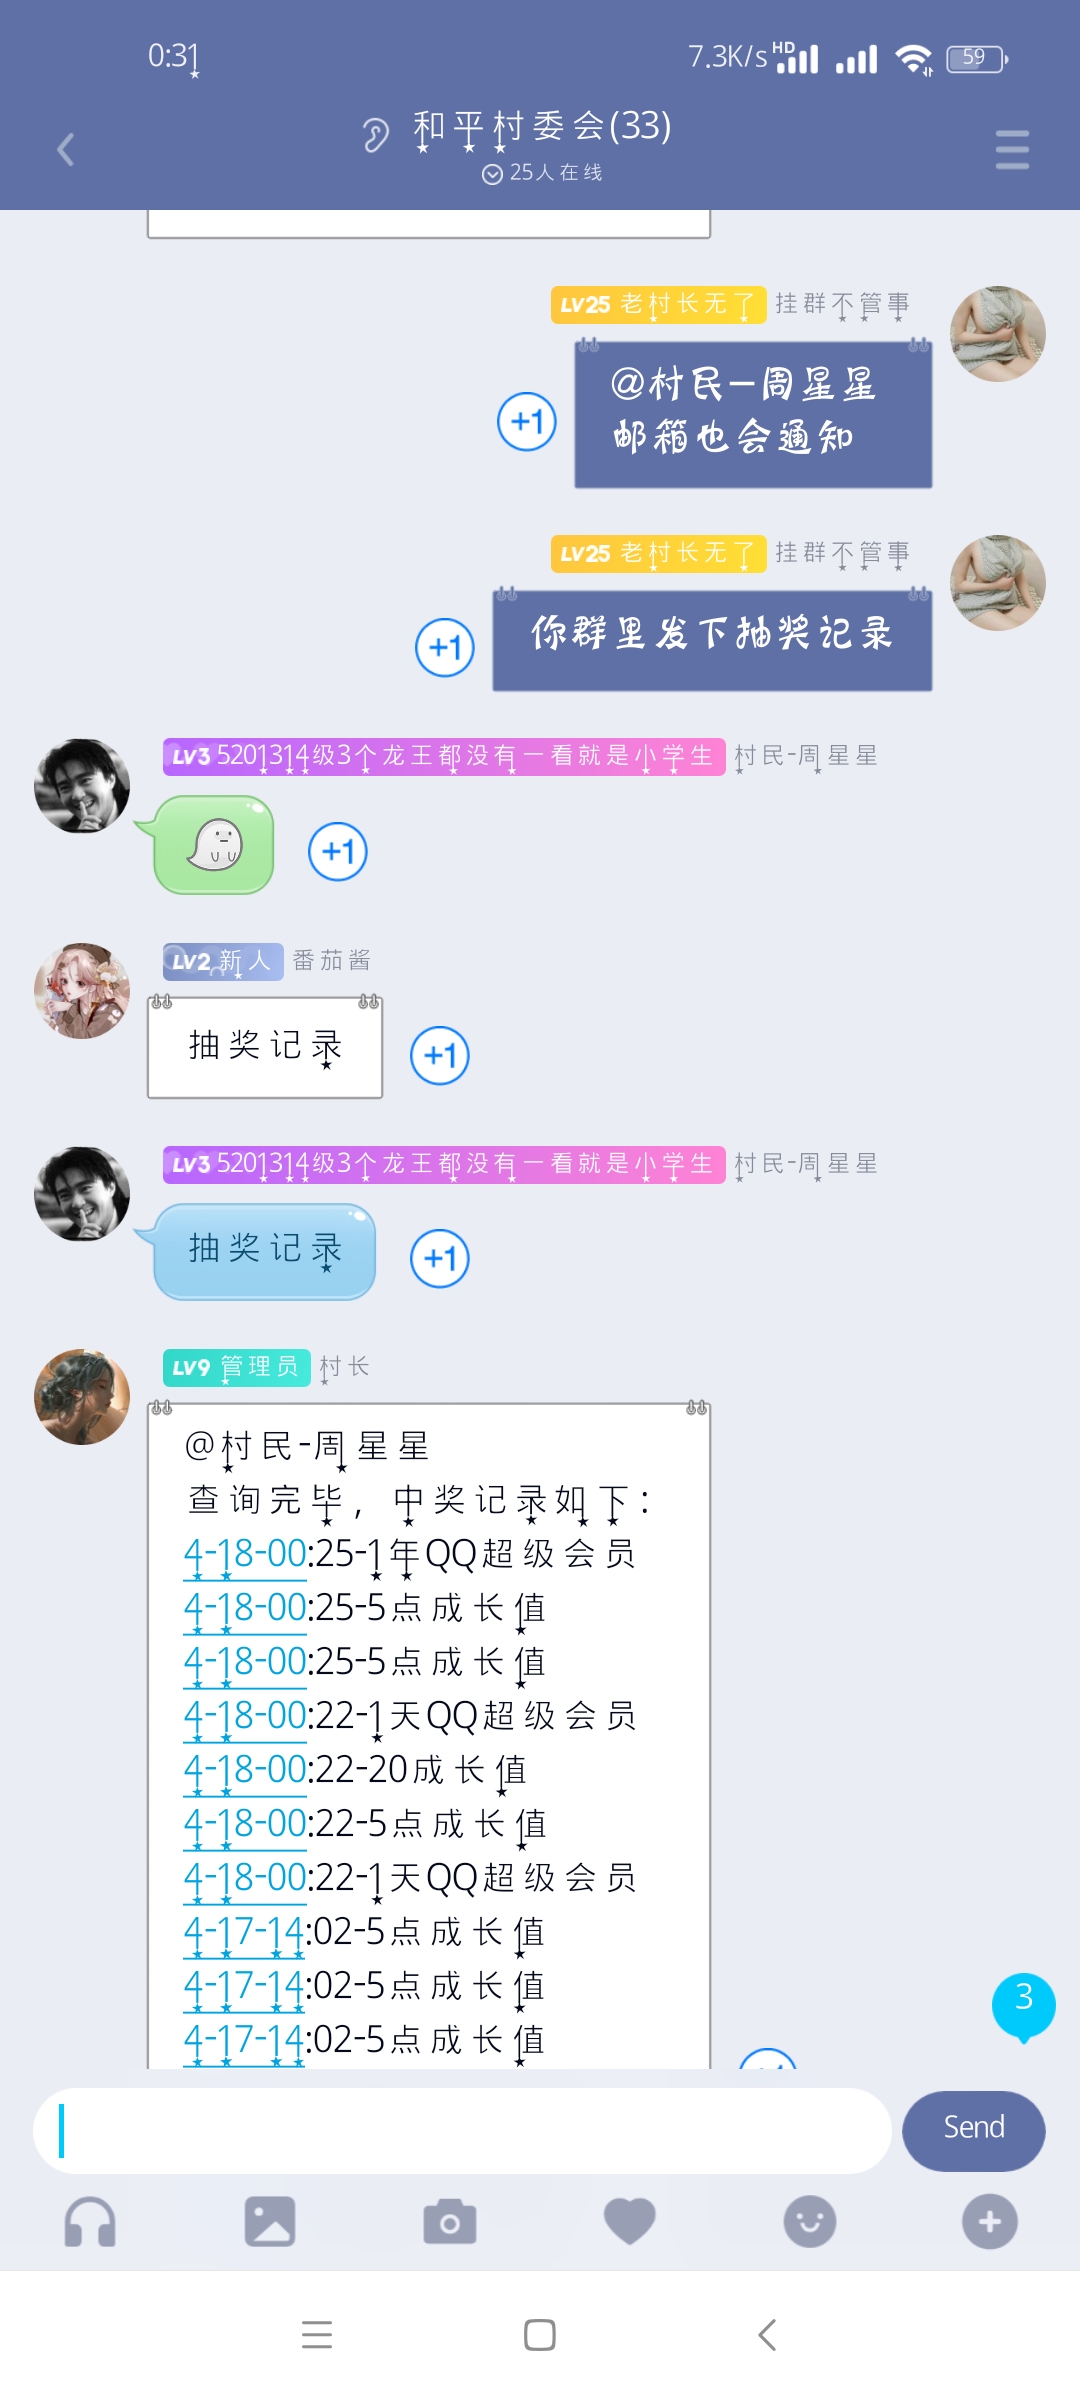 0:31
7.3K/s HD 59
和平村委会(33)
25人在线
LV25 老村长无了 挂群不管事
@村民-周星星
邮箱也会通知
+1
LV25 老村长无了 挂群不管事
你群里发下抽奖记录
+1
LV3 5201314级3个龙王都没有一看就是小学生 村民-周星星
+1
LV2 新人 番茄酱
抽奖记录
+1
LV3 5201314级3个龙王都没有一看就是小学生 村民-周星星
抽奖记录
+1
LV9 管理员 村长
@村民-周星星
查询完毕，中奖记录如下：
4-18-00:25-1年QQ超级会员
4-18-00:25-5点成长值
4-18-00:25-5点成长值
4-18-00:22-1天QQ超级会员
4-18-00:22-20成长值
4-18-00:22-5点成长值
4-18-00:22-1天QQ超级会员
4-17-14:02-5点成长值
4-17-14:02-5点成长值
4-17-14:02-5点成长值
3
+1
Send